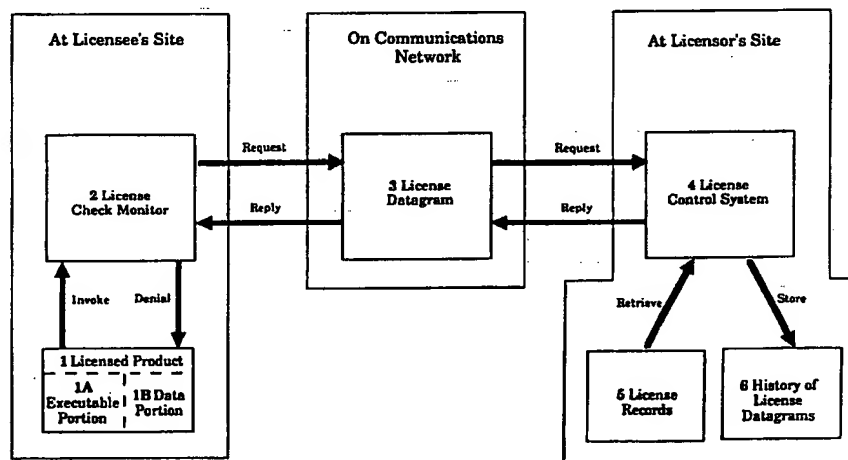 At Licensee's Site
On Communications
Network
At Licensor's Site
Request
Request
2 License
Check Monitor
3 License
Datagram
4 License
Control System
Reply
Reply
Invoke
Denial
Retrieve
Store
1 Licensed Product
1A
Executable
Portion
1B Data
Portion
5 License
Records
6 History of
License
Datagrams